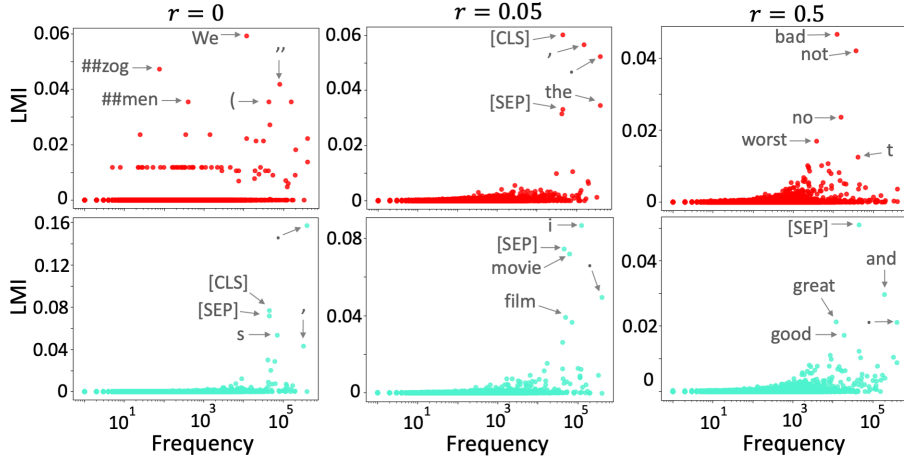 r = 0
r = 0.05
r = 0.5
LMI
0.06
0.04
0.02
0
We
##zog
##men
(
,,
0.06
0.04
0.02
0
[CLS]
,
.
the
[SEP]
0.04
0.02
0
bad
not
no
worst
t
LMI
0.16
0.12
0.08
0.04
0
.
[CLS]
[SEP]
s
,
10^1
10^3
10^5
Frequency
0.08
0.04
0
i
[SEP]
movie
.
film
10^1
10^3
10^5
Frequency
0.04
0.02
0
[SEP]
and
great
.
good
10^1
10^3
10^5
Frequency